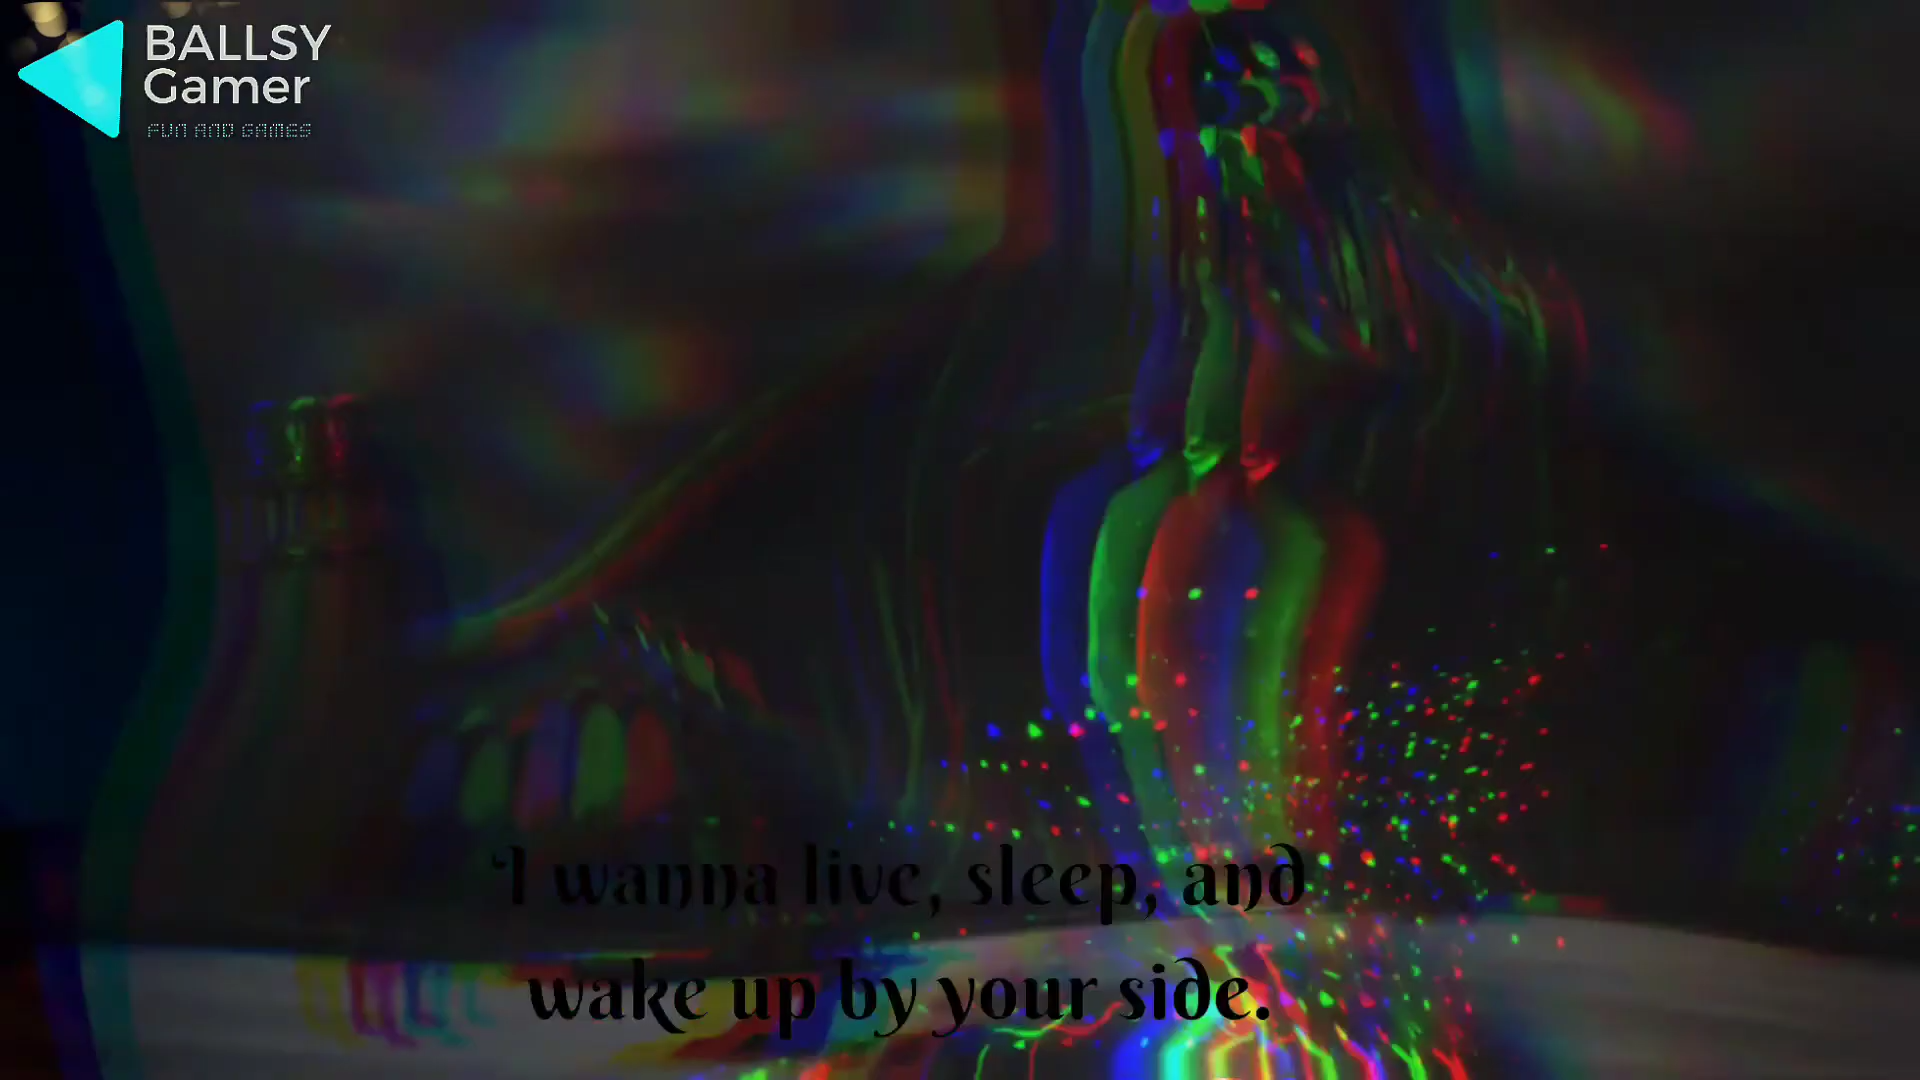 BALLSY
Gamer
FUN AND GAMES
I wanna live, sleep, and
wake up by your side.